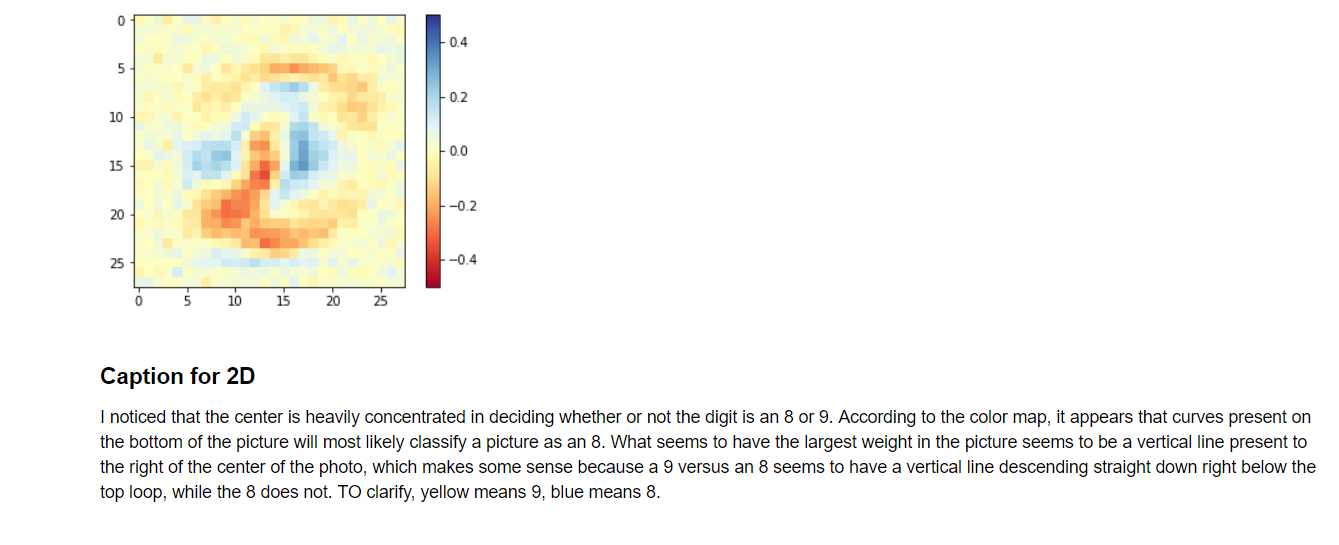 0
5
10
15
20
25
0 5 10 15 20 25
0.4
0.2
0.0
−0.2
−0.4
Caption for 2D
I noticed that the center is heavily concentrated in deciding whether or not the digit is an 8 or 9. According to the color map, it appears that curves present on
the bottom of the picture will most likely classify a picture as an 8. What seems to have the largest weight in the picture seems to be a vertical line present to
the right of the center of the photo, which makes some sense because a 9 versus an 8 seems to have a vertical line descending straight down right below the
top loop, while the 8 does not. TO clarify, yellow means 9, blue means 8.